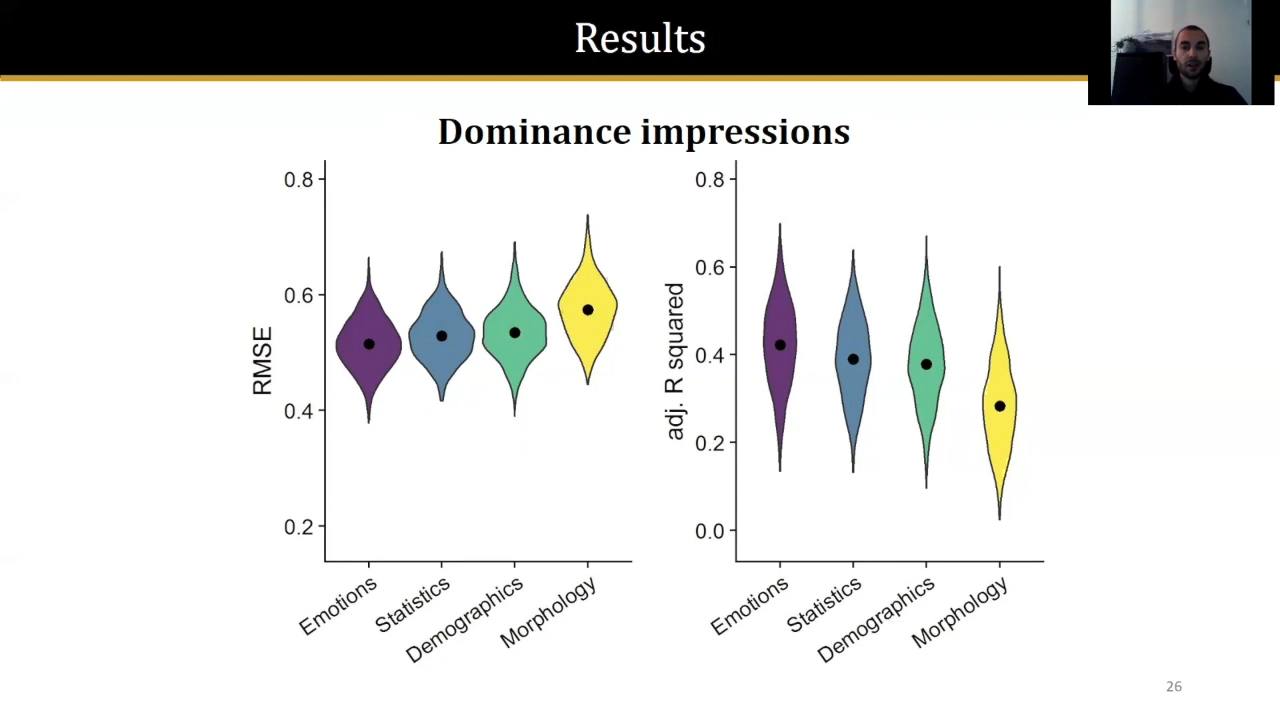 Results
Dominance impressions
0.8
0.6
0.4
0.2
RMSE
Emotions
Statistics
Demographics
Morphology
0.8
0.6
0.4
0.2
0.0
adj. R squared
Emotions
Statistics
Demographics
Morphology
26